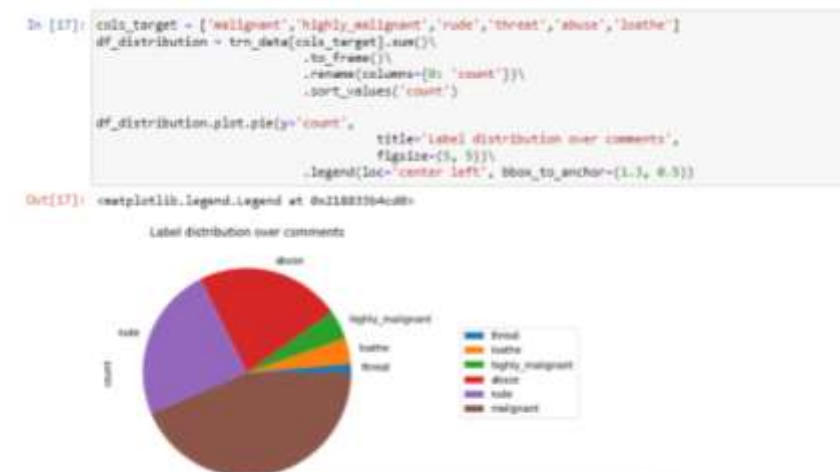 In [17]: cols_target = ['malignant','highly_malignant','rude','threat','abuse','loathe']
df_distribution = trn_data[cols_target].sum()\
.to_frame()\
.rename(columns={0: 'count'})\
.sort_values('count')
df_distribution.plot.pie(y='count',
title='Label distribution over comments',
figsize=(5, 5))\
.legend(loc='center left', bbox_to_anchor=(1.3, 0.5))
Out[17]: <matplotlib.legend.Legend at
Label distribution over comments
abuse
highly_malignant
rude
loathe
threat
count
threat
loathe
highly_malignant
abuse
rude
malignant